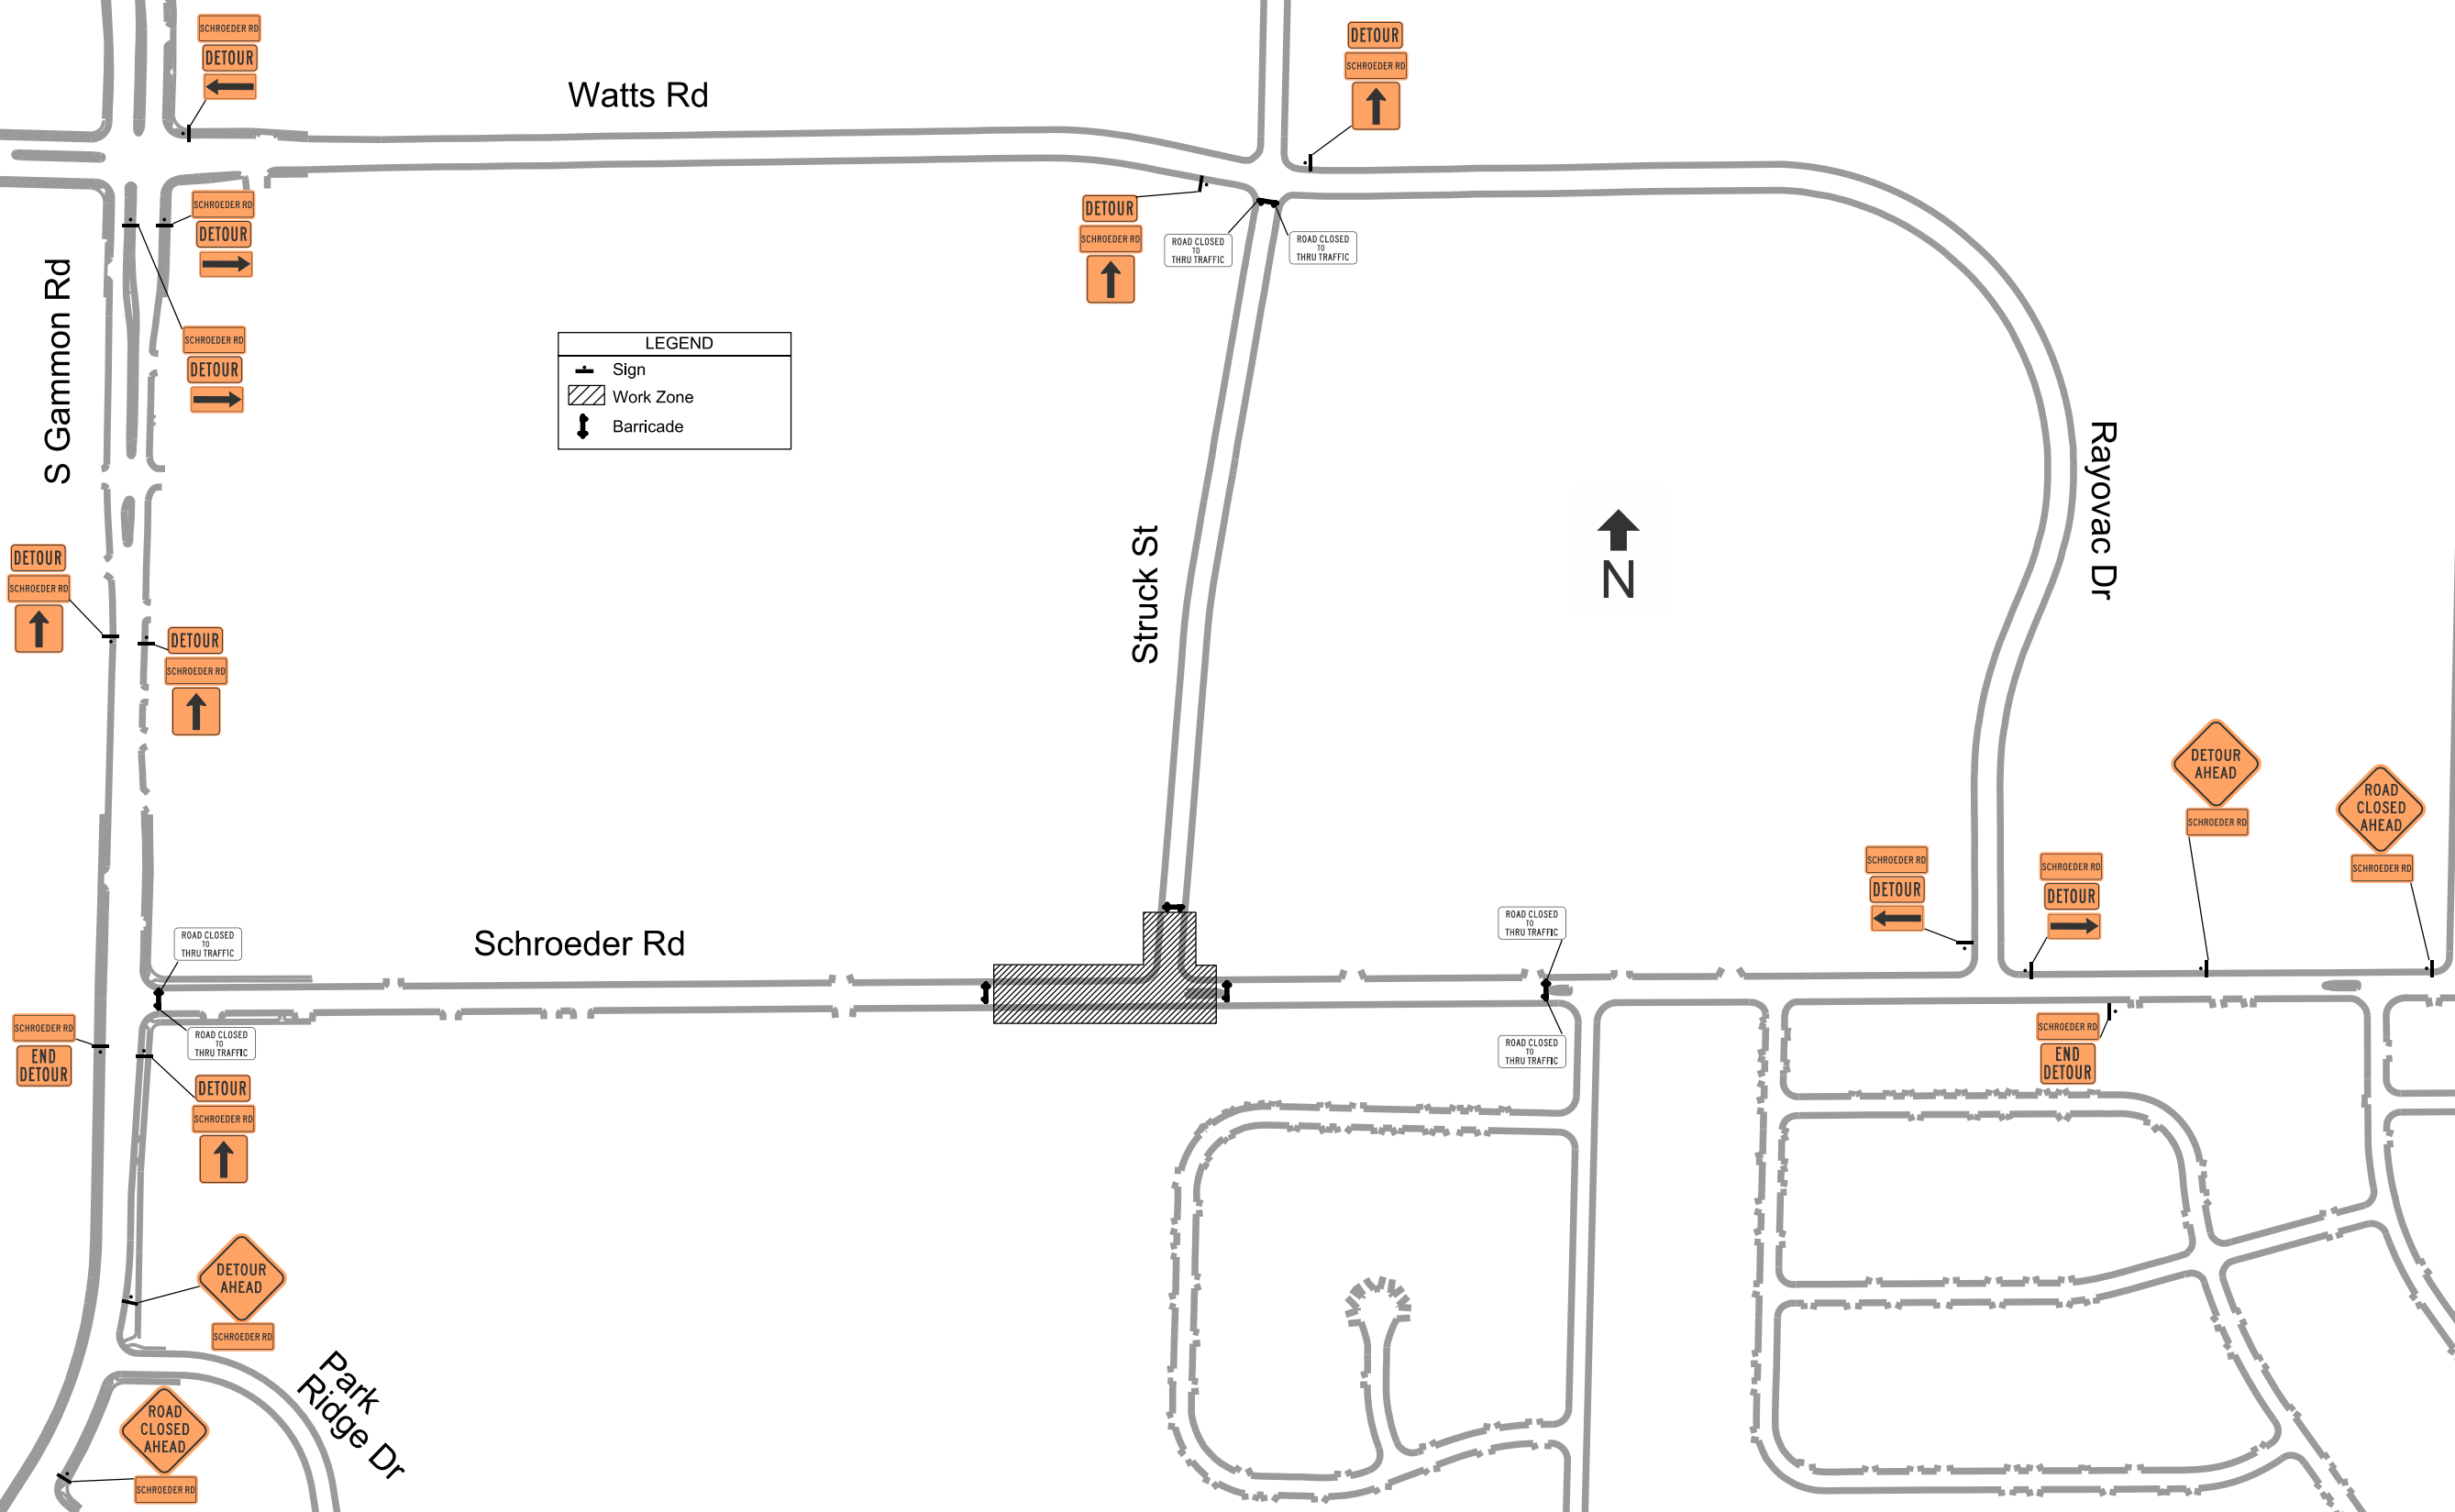 SCHROEDER RD
DETOUR
Watts Rd
DETOUR
SCHROEDER RD
SCHROEDER RD
DETOUR
DETOUR
SCHROEDER RD
ROAD CLOSED
TO
THRU TRAFFIC
ROAD CLOSED
TO
THRU TRAFFIC
S Gammon Rd
SCHROEDER RD
DETOUR
LEGEND
Sign
Work Zone
Barricade
Struck St
N
Rayovac Dr
DETOUR
SCHROEDER RD
DETOUR
SCHROEDER RD
DETOUR
AHEAD
SCHROEDER RD
ROAD
CLOSED
AHEAD
SCHROEDER RD
SCHROEDER RD
DETOUR
SCHROEDER RD
DETOUR
Schroeder Rd
ROAD CLOSED
TO
THRU TRAFFIC
ROAD CLOSED
TO
THRU TRAFFIC
ROAD CLOSED
TO
THRU TRAFFIC
ROAD CLOSED
TO
THRU TRAFFIC
SCHROEDER RD
END
DETOUR
SCHROEDER RD
END
DETOUR
DETOUR
SCHROEDER RD
DETOUR
AHEAD
SCHROEDER RD
Park
Ridge Dr
ROAD
CLOSED
AHEAD
SCHROEDER RD